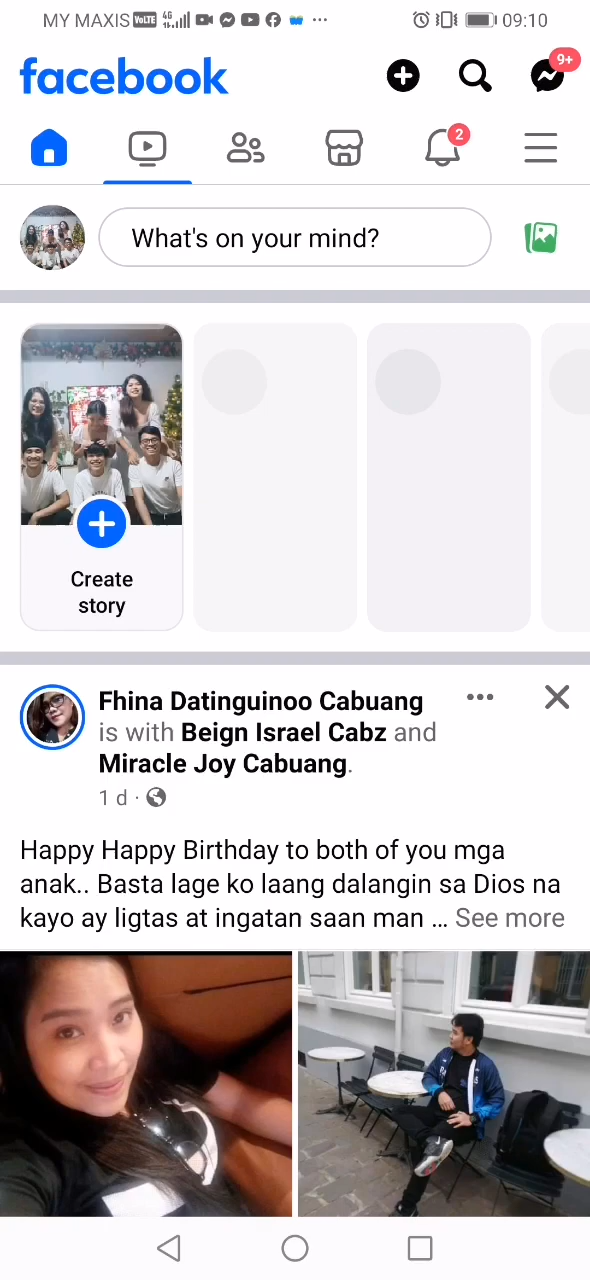 MY MAXIS VoLTE 4G 09:10
facebook
9+
2
What's on your mind?
Create
story
Fhina Datinguinoo Cabuang
is with Beign Israel Cabz and
Miracle Joy Cabuang.
1 d ·
Happy Happy Birthday to both of you mga
anak.. Basta lage ko laang dalangin sa Dios na
kayo ay ligtas at ingatan saan man ... See more